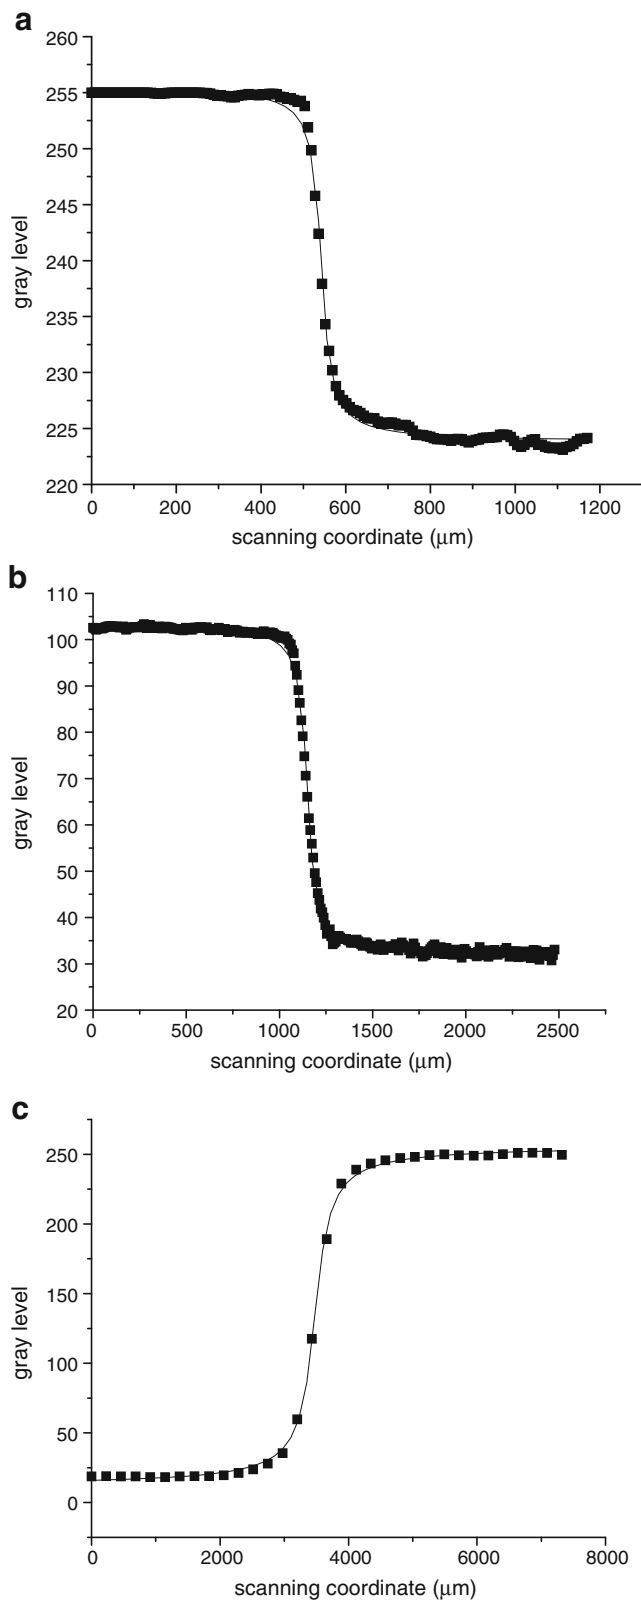 a
260
255
250
245
240
235
230
225
220
gray level
0 200 400 600 800 1000 1200
scanning coordinate (μm)
b
110
100
90
80
70
60
50
40
30
20
gray level
0 500 1000 1500 2000 2500
scanning coordinate (μm)
c
250
200
150
100
50
0
gray level
0 2000 4000 6000 8000
scanning coordinate (μm)